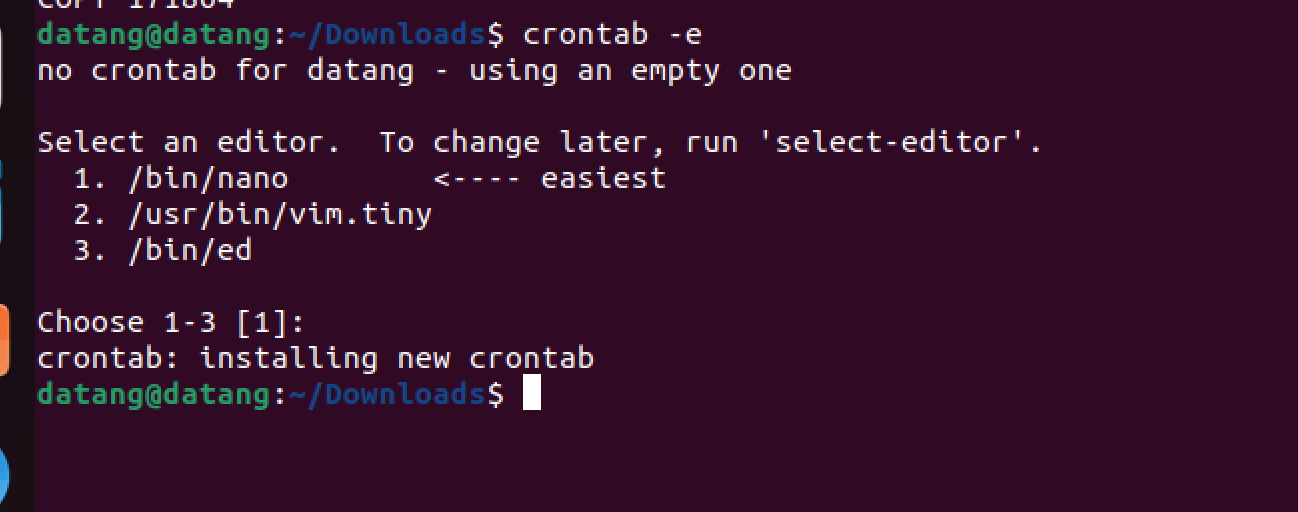 COPY 171864
datang@datang:~/Downloads$ crontab -e
no crontab for datang - using an empty one
Select an editor.  To change later, run 'select-editor'.
  1. /bin/nano        <---- easiest
  2. /usr/bin/vim.tiny
  3. /bin/ed
Choose 1-3 [1]:
crontab: installing new crontab
datang@datang:~/Downloads$